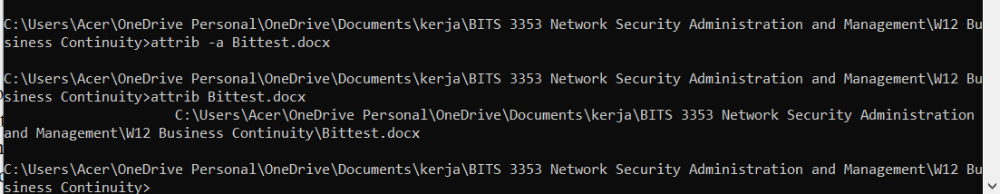 C:\Users\Acer\OneDrive Personal\OneDrive\Documents\kerja\BITS 3353 Network Security Administration and Management\W12 Bu
siness Continuity>attrib -a Bittest.docx
C:\Users\Acer\OneDrive Personal\OneDrive\Documents\kerja\BITS 3353 Network Security Administration and Management\W12 Bu
siness Continuity>attrib Bittest.docx
C:\Users\Acer\OneDrive Personal\OneDrive\Documents\kerja\BITS 3353 Network Security Administration
and Management\W12 Business Continuity\Bittest.docx
C:\Users\Acer\OneDrive Personal\OneDrive\Documents\kerja\BITS 3353 Network Security Administration and Management\W12 Bu
siness Continuity>